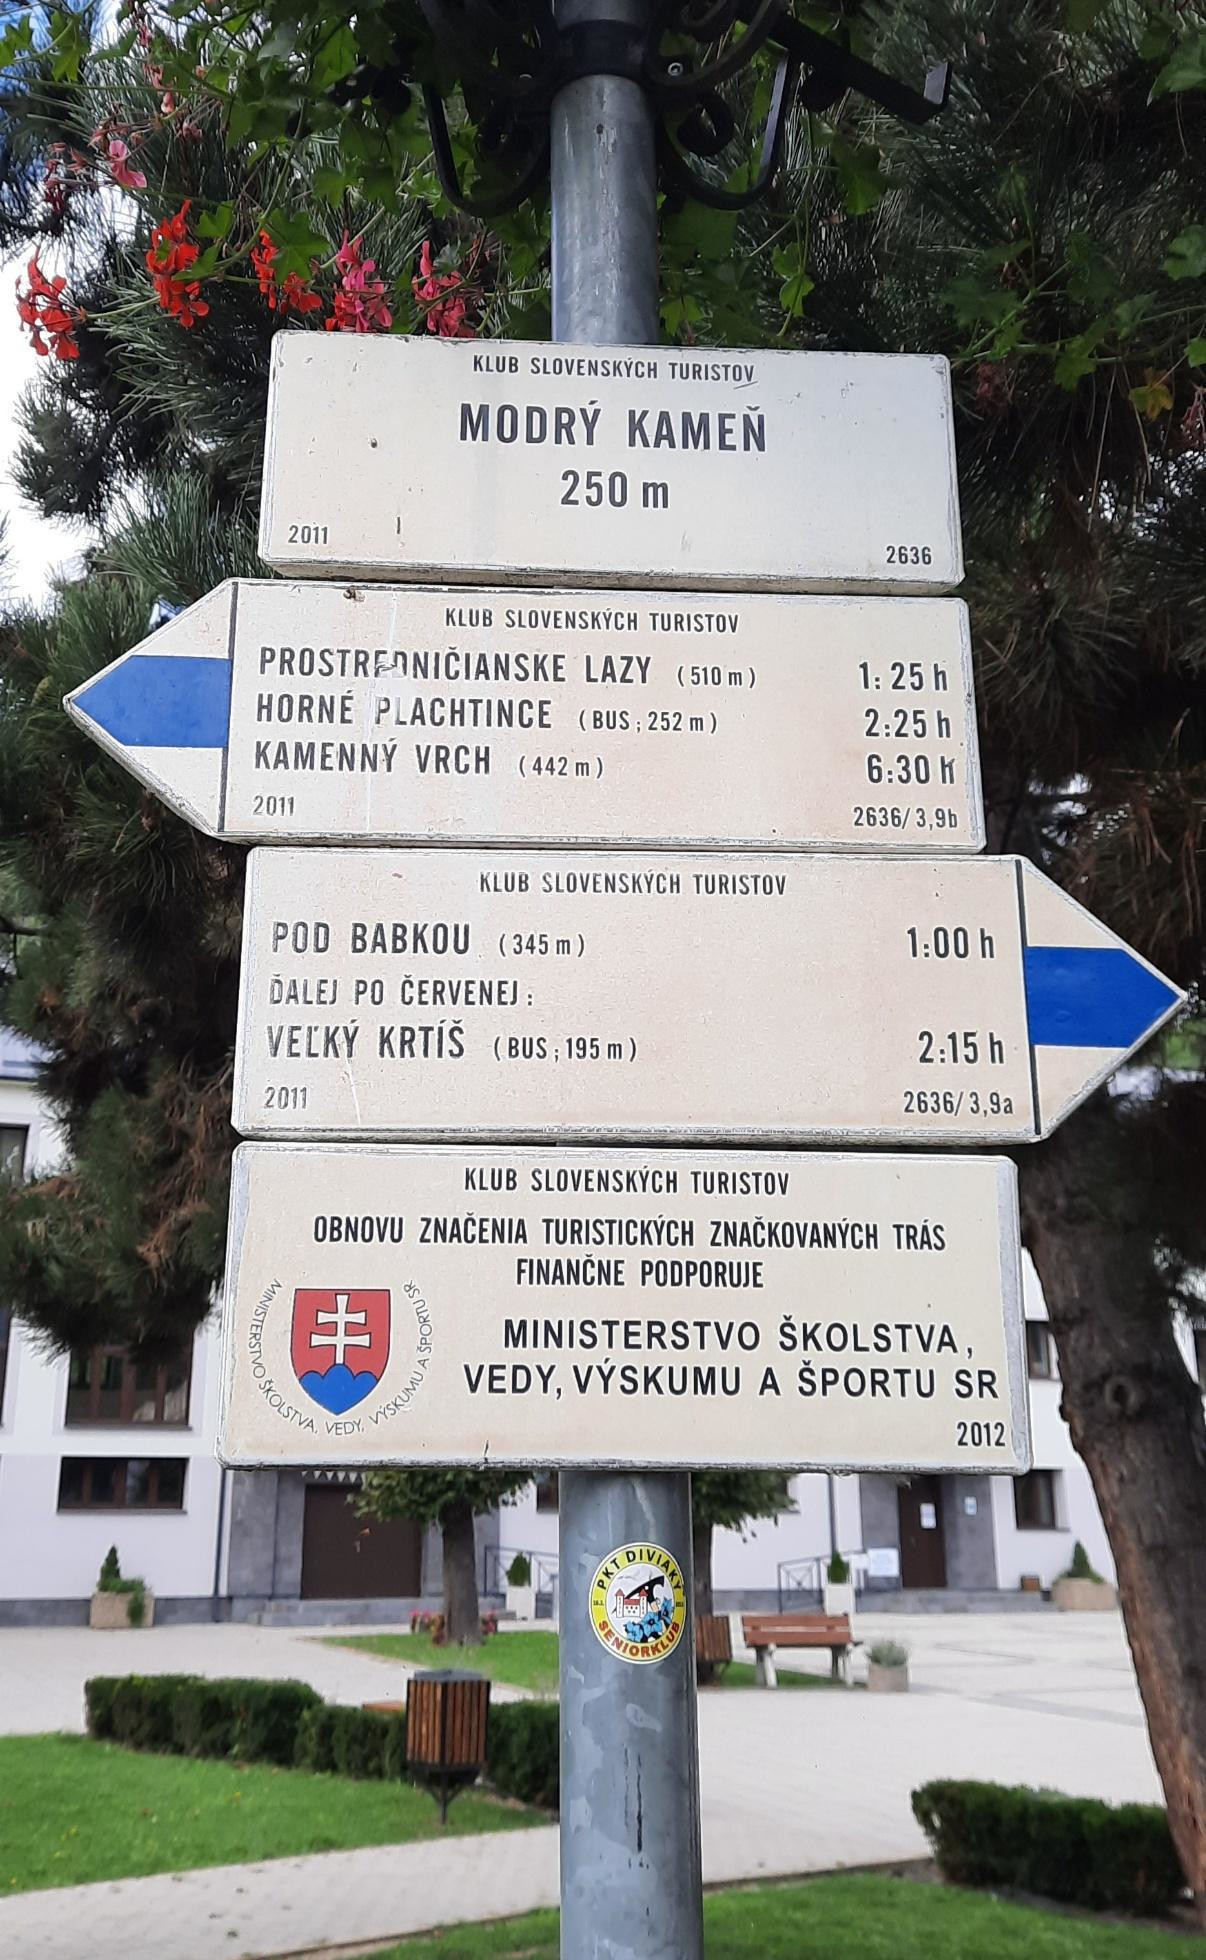 KLUB SLOVENSKÝCH TURISTOV
MODRÝ KAMEŇ
250 m
2011
2636
KLUB SLOVENSKÝCH TURISTOV
PROSTREDNIČIANSKE LAZY (510 m) 1:25 h
HORNÉ PLACHTINCE (BUS; 252 m) 2:25 h
KAMENNÝ VRCH (442 m) 6:30 h
2011 2636/3,9b
KLUB SLOVENSKÝCH TURISTOV
POD BABKOU (345 m) 1:00 h
ĎALEJ PO ČERVENEJ:
VEĽKÝ KRTÍŠ (BUS; 195 m) 2:15 h
2011 2636/3,9a
KLUB SLOVENSKÝCH TURISTOV
OBNOVU ZNAČENIA TURISTICKÝCH ZNAČKOVANÝCH TRÁS
FINANČNE PODPORUJE
MINISTERSTVO ŠKOLSTVA, VEDY, VÝSKUMU A ŠPORTU SR
MINISTERSTVO ŠKOLSTVA,
VEDY, VÝSKUMU A ŠPORTU SR
2012
PKT DIVIAKY
SENIORKLUB